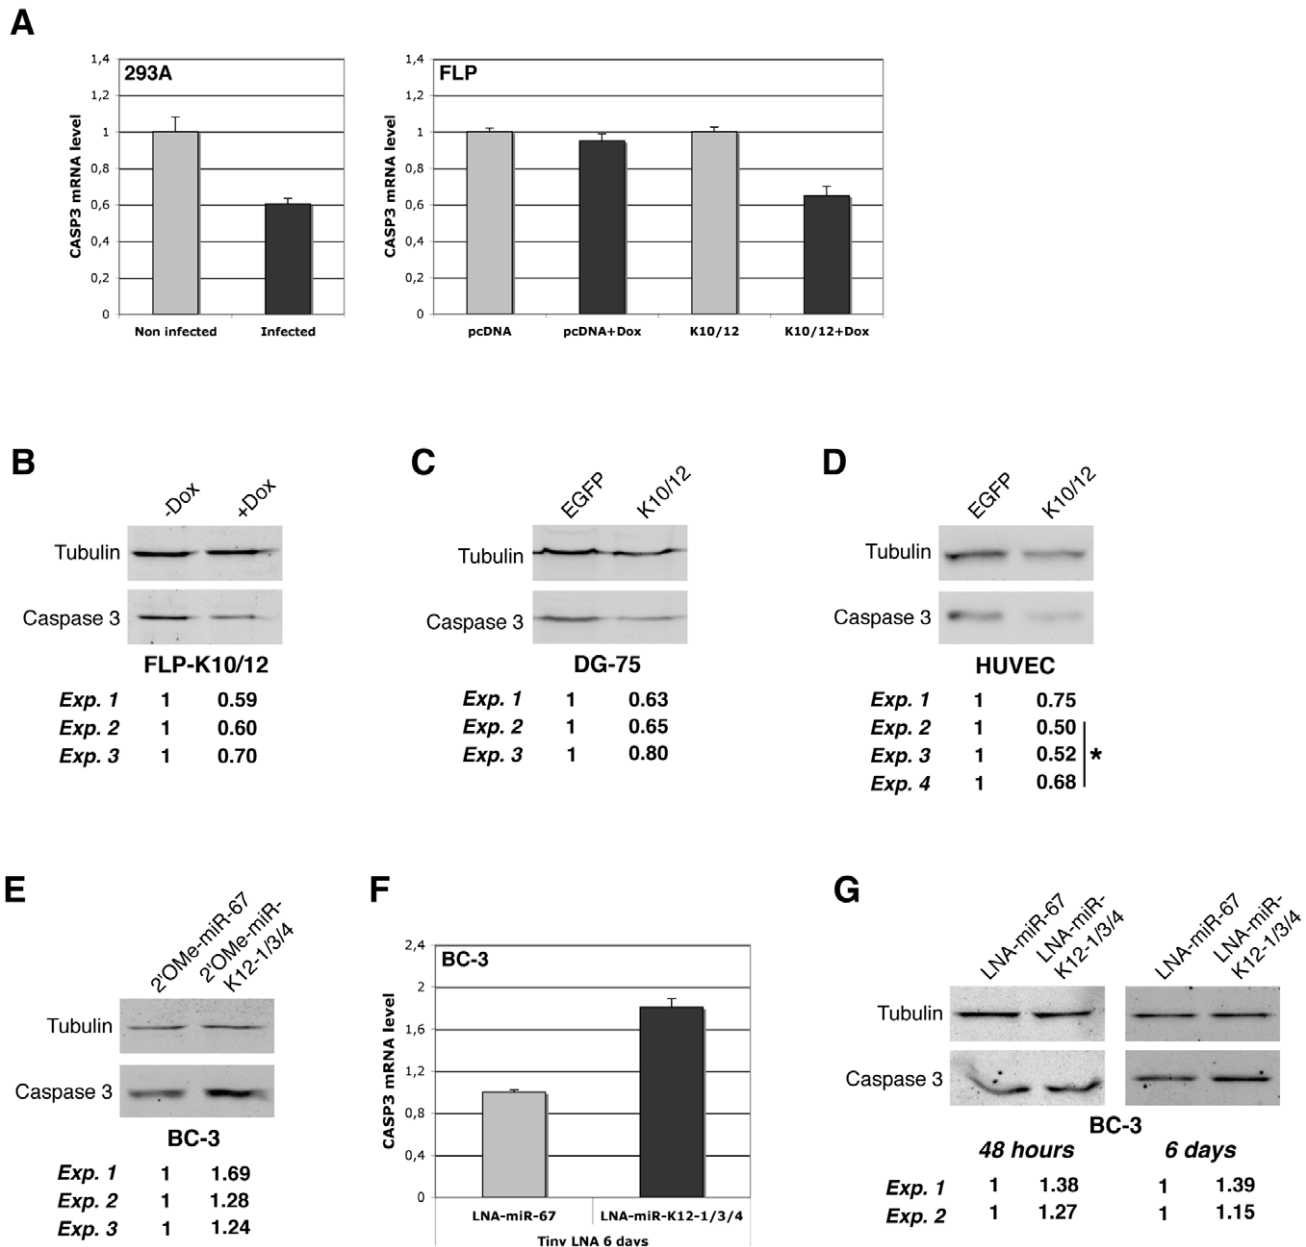 A
293A
CASP3 mRNA level
1,4
1,2
1
0,8
0,6
0,4
0,2
0
Non infected Infected
FLP
CASP3 mRNA level
1,4
1,2
1
0,8
0,6
0,4
0,2
0
pcDNA pcDNA+Dox K10/12 K10/12+Dox
B
-Dox +Dox
Tubulin
Caspase 3
FLP-K10/12
Exp. 1 1 0.59
Exp. 2 1 0.60
Exp. 3 1 0.70
C
EGFP K10/12
Tubulin
Caspase 3
DG-75
Exp. 1 1 0.63
Exp. 2 1 0.65
Exp. 3 1 0.80
D
EGFP K10/12
Tubulin
Caspase 3
HUVEC
Exp. 1 1 0.75
Exp. 2 1 0.50
Exp. 3 1 0.52 *
Exp. 4 1 0.68
E
2'OMe-miR-67
2'OMe-miR-
K12-1/3/4
Tubulin
Caspase 3
BC-3
Exp. 1 1 1.69
Exp. 2 1 1.28
Exp. 3 1 1.24
F
BC-3
CASP3 mRNA level
2,4
2
1,6
1,2
0,8
0,4
0
LNA-miR-67 LNA-miR-K12-1/3/4
Tiny LNA 6 days
G
LNA-miR-67
LNA-miR-
K12-1/3/4
LNA-miR-67
LNA-miR-
K12-1/3/4
Tubulin
Caspase 3
BC-3
48 hours 6 days
Exp. 1 1 1.38 1 1.39
Exp. 2 1 1.27 1 1.15